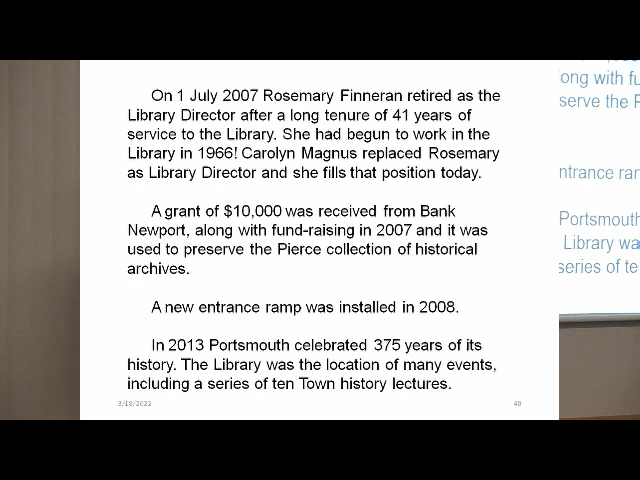 On 1 July 2007 Rosemary Finneran retired as the
Library Director after a long tenure of 41 years of
service to the Library. She had begun to work in the
Library in 1966! Carolyn Magnus replaced Rosemary
as Library Director and she fills that position today.
A grant of $10,000 was received from Bank
Newport, along with fund-raising in 2007 and it was
used to preserve the Pierce collection of historical
archives.
A new entrance ramp was installed in 2008.
In 2013 Portsmouth celebrated 375 years of its
history. The Library was the location of many events,
including a series of ten Town history lectures.
3/18/2022
40
ong with fu
serve the P
ntrance ram
Portsmouth
Library wa
series of te